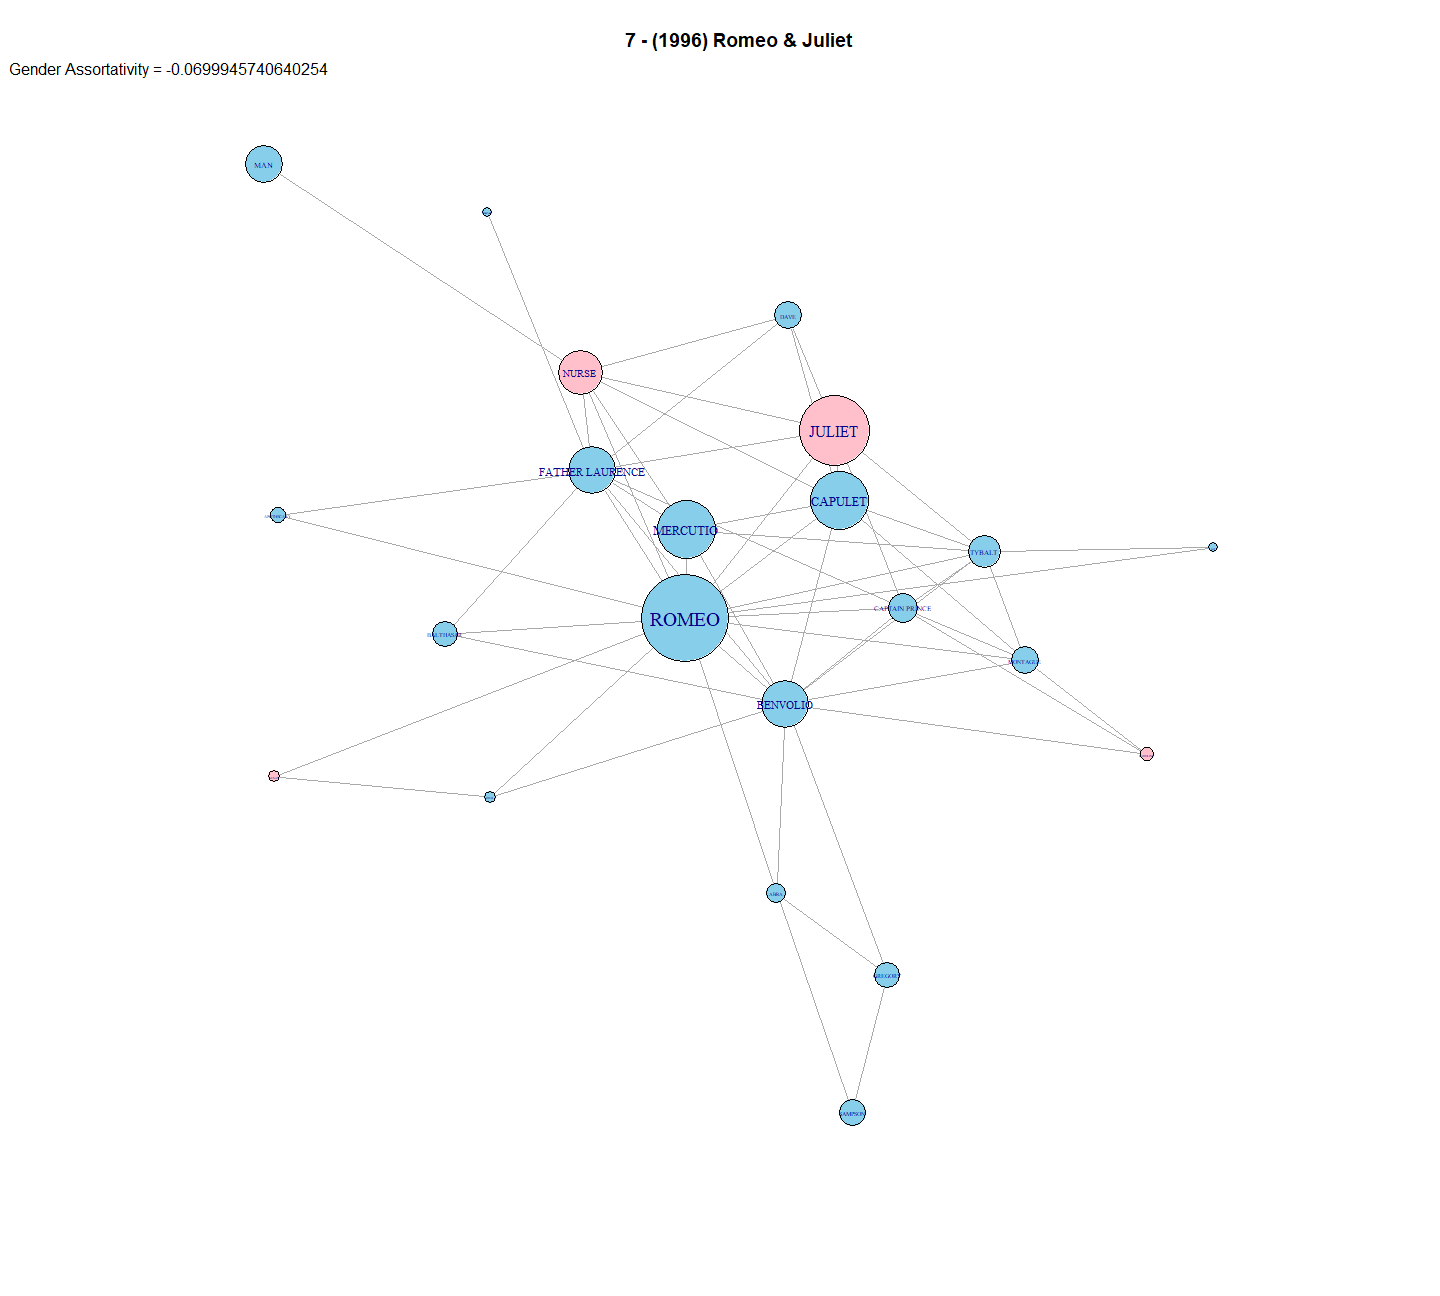 7 - (1996) Romeo & Juliet
Gender Assortativity = -0.0699945740640254
MAN
DAVE
NURSE
JULIET
FATHER LAURENCE
CAPULET
MERCUTIO
TYBALT
CAPTAIN PRINCE
ROMEO
BALTHASAR
MONTAGUE
BENVOLIO
ABRA
GREGORY
SAMPSON